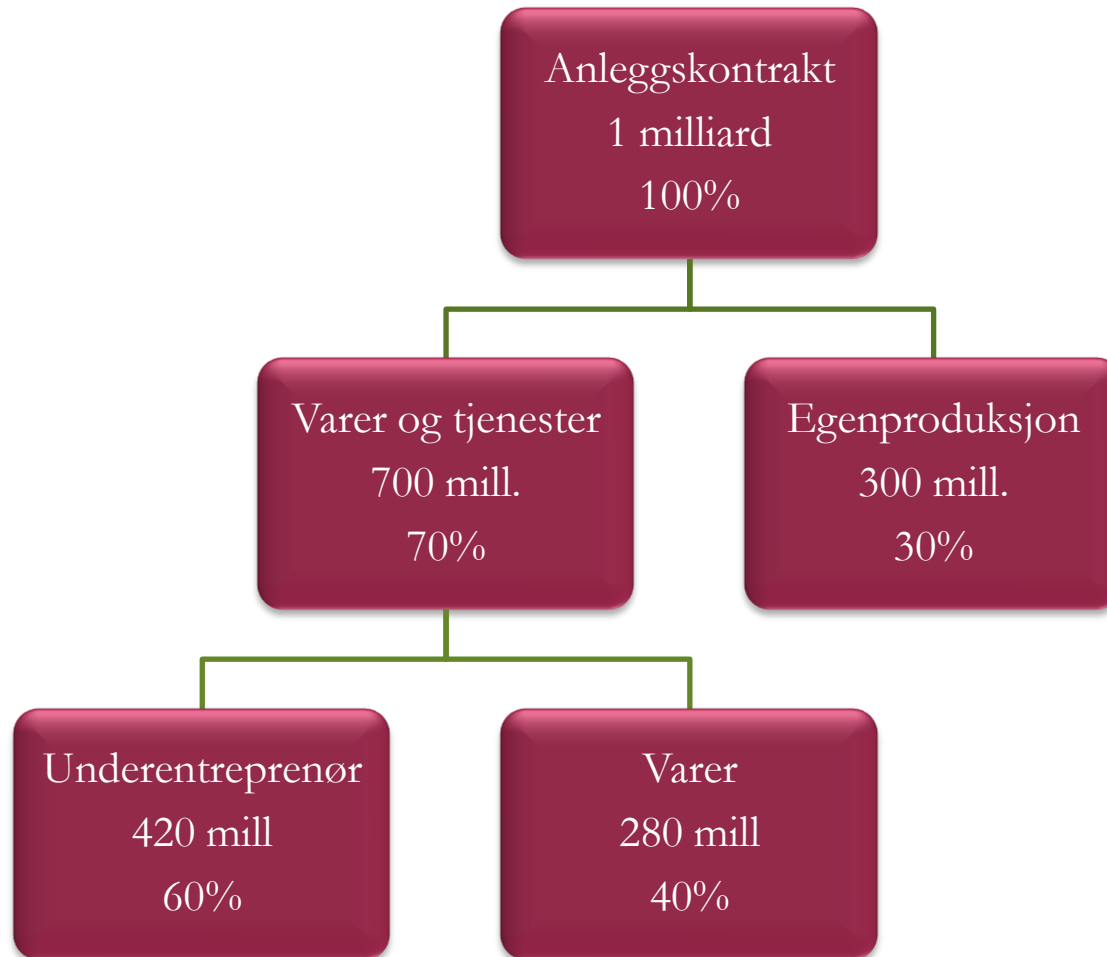 Anleggskontrakt
1 milliard
100%
Varer og tjenester
700 mill.
70%
Egenproduksjon
300 mill.
30%
Underentreprenør
420 mill
60%
Varer
280 mill
40%